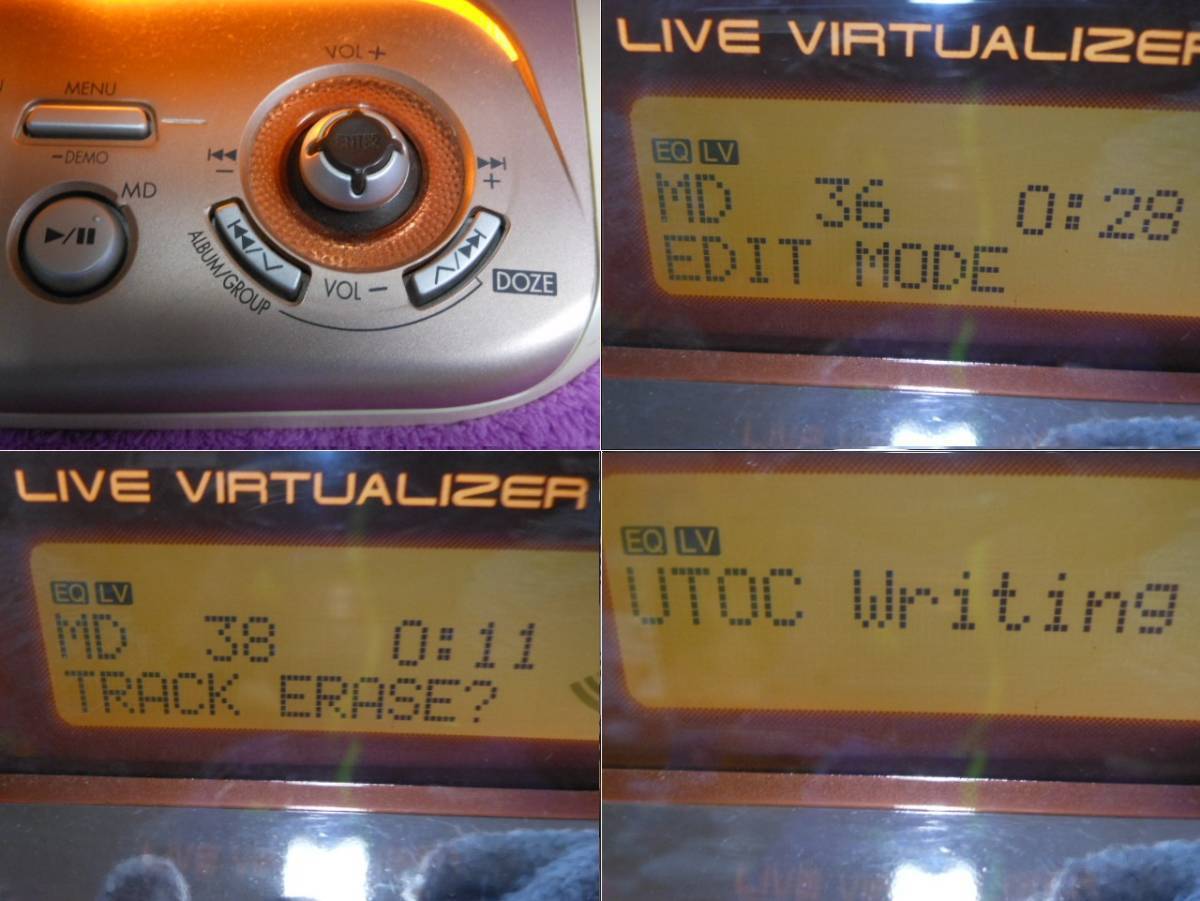 VOL +
MENU
– DEMO
MD
ENTER
⏮
–
⏭
+
▶/⏸
⏮/∨
∧/⏭
ALBUM/GROUP
VOL –
DOZE
LIVE VIRTUALIZER
EQ LV
MD 36 0:28
EDIT MODE
LIVE VIRTUALIZER
EQ LV
MD 38 0:11
TRACK ERASE?
EQ LV
UTOC Writing